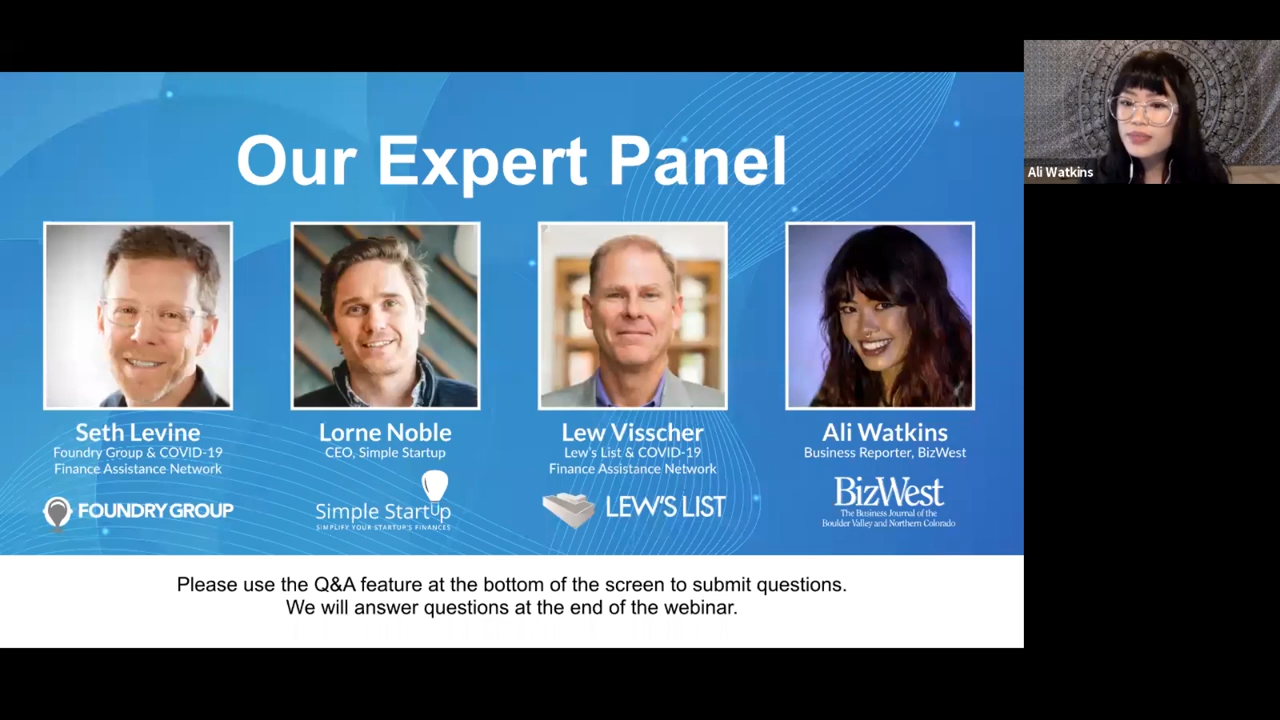 Our Expert Panel
Seth Levine
Foundry Group & COVID-19
Finance Assistance Network
FOUNDRY GROUP
Lorne Noble
CEO, Simple Startup
Simple StartUp
SIMPLIFY YOUR STARTUP'S FINANCES
Lew Visscher
Lew's List & COVID-19
Finance Assistance Network
LEW'S LIST
Ali Watkins
Business Reporter, BizWest
BizWest
The Business Journal of the
Boulder Valley and Northern Colorado
Please use the Q&A feature at the bottom of the screen to submit questions.
We will answer questions at the end of the webinar.
Ali Watkins